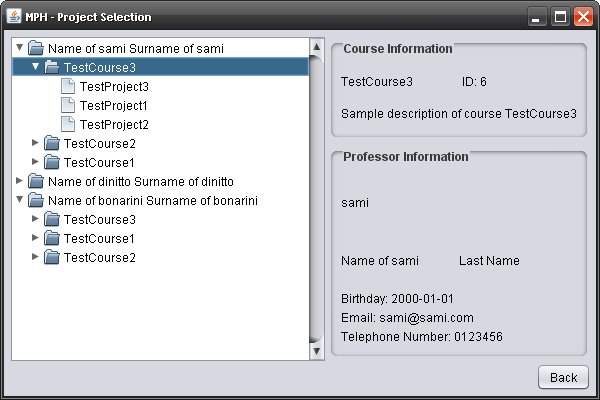 MPH - Project Selection
Name of sami Surname of sami
TestCourse3
TestProject3
TestProject1
TestProject2
TestCourse2
TestCourse1
Name of dinitto Surname of dinitto
Name of bonarini Surname of bonarini
TestCourse3
TestCourse1
TestCourse2
Course Information
TestCourse3 ID: 6
Sample description of course TestCourse3
Professor Information
sami
Name of sami Last Name
Birthday: 2000-01-01
Email: sami@sami.com
Telephone Number: 0123456
Back